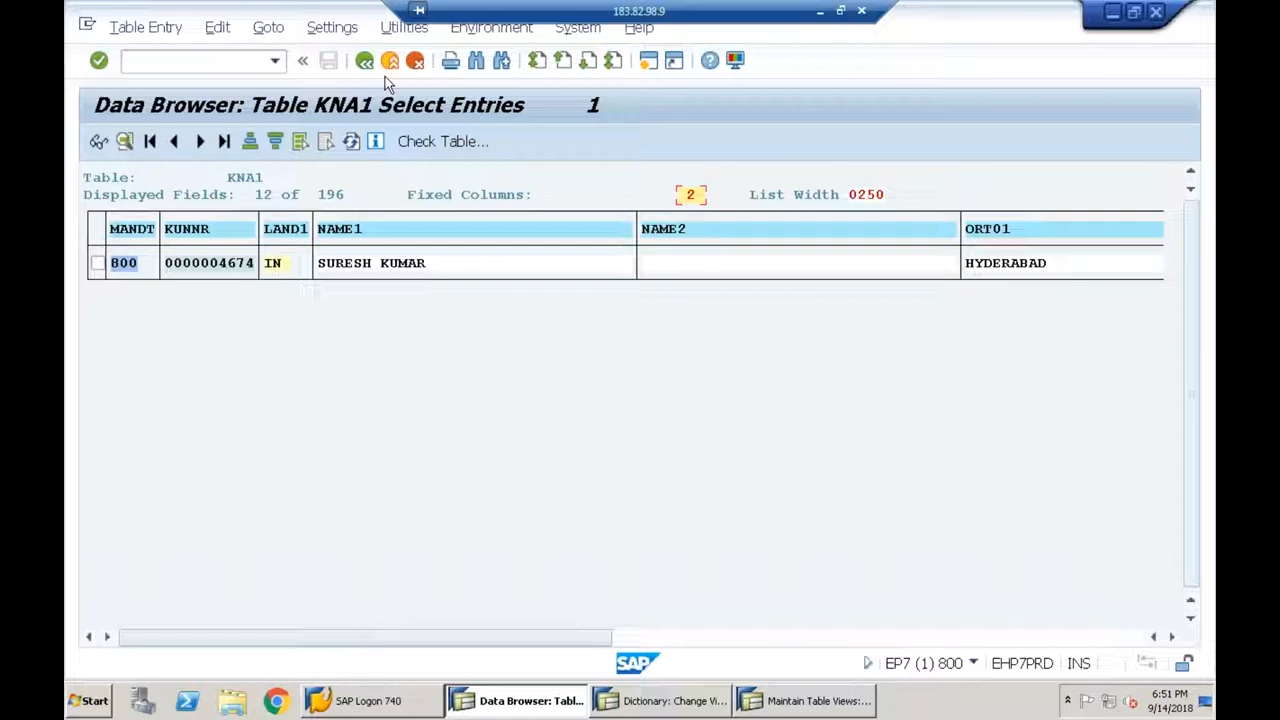 183.82.98.9
Table Entry Edit Goto Settings Utilities Environment System Help
Data Browser: Table KNA1 Select Entries 1
Check Table...
Table: KNA1
Displayed Fields: 12 of 196 Fixed Columns: 2 List Width 0250
MANDT KUNNR LAND1 NAME1 NAME2 ORT01
800 0000004674 IN SURESH KUMAR HYDERABAD
SAP
EP7 (1) 800 EHP7PRD INS
Start SAP Logon 740 Data Browser: Tabl... Dictionary: Change Vi... Maintain Table Views:... 6:51 PM
9/14/2018